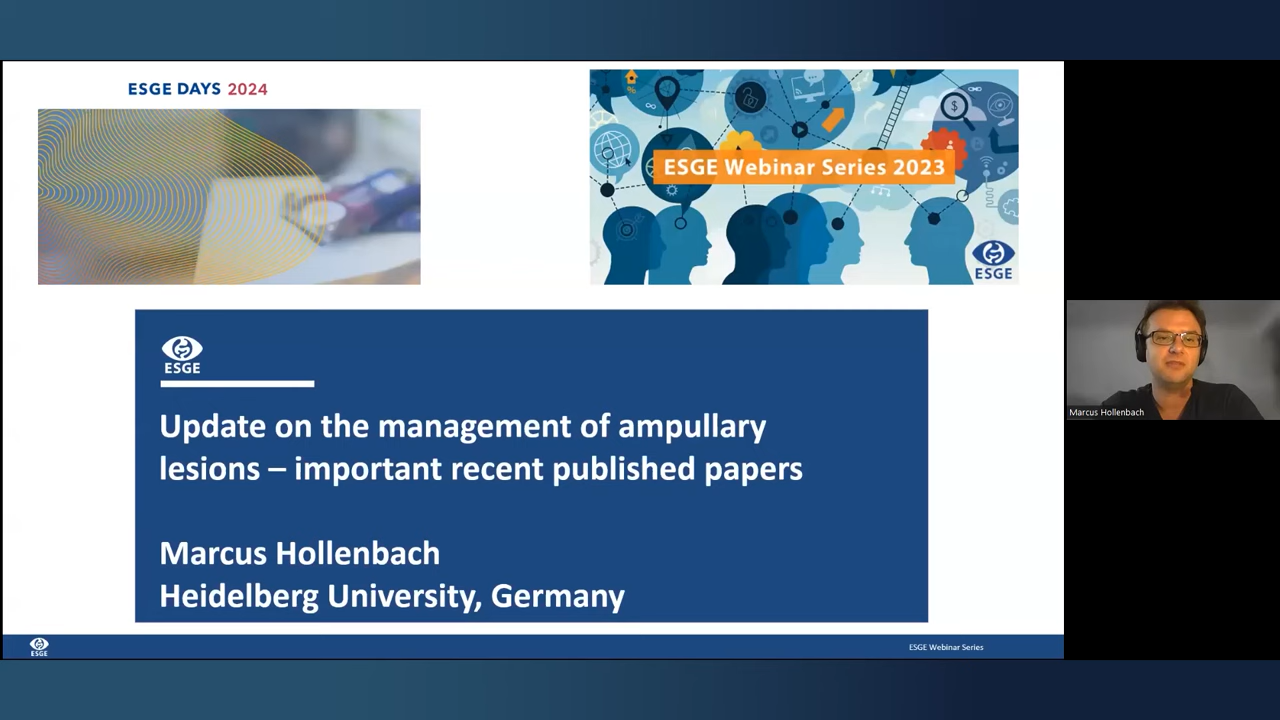 ESGE DAYS 2024
%
$
ESGE Webinar Series 2023
ESGE
ESGE
Update on the management of ampullary
lesions – important recent published papers
Marcus Hollenbach
Heidelberg University, Germany
Marcus Hollenbach
ESGE
ESGE Webinar Series